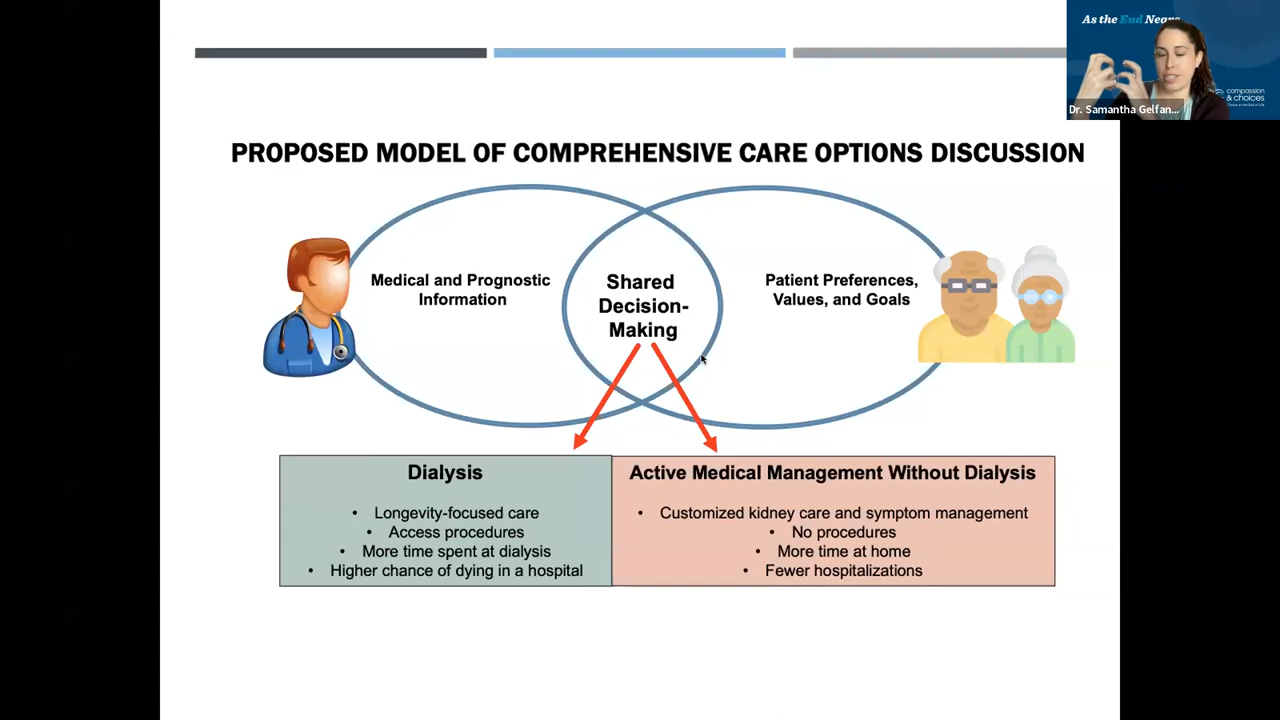 As the End Nears
compassion
& choices
Dr. Samantha Gelfan...
PROPOSED MODEL OF COMPREHENSIVE CARE OPTIONS DISCUSSION
Medical and Prognostic
Information
Shared
Decision-
Making
Patient Preferences,
Values, and Goals
Dialysis
• Longevity-focused care
• Access procedures
• More time spent at dialysis
• Higher chance of dying in a hospital
Active Medical Management Without Dialysis
• Customized kidney care and symptom management
• No procedures
• More time at home
• Fewer hospitalizations